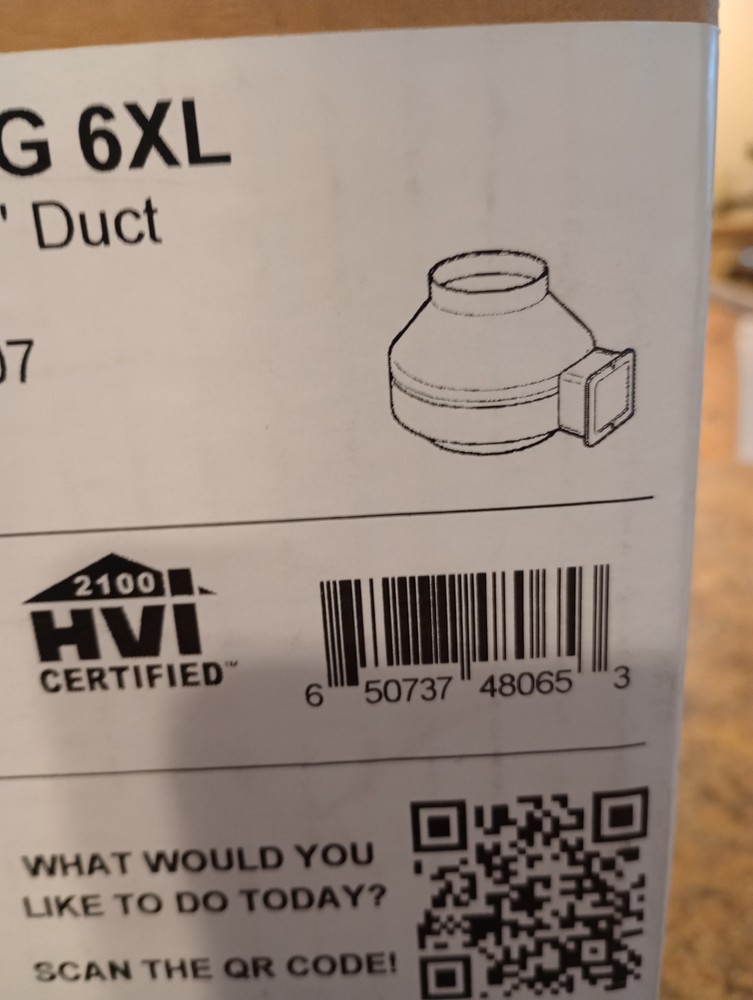 G 6XL
" Duct
07
2100
HVI
CERTIFIED™
6 50737 48065 3
WHAT WOULD YOU
LIKE TO DO TODAY?
SCAN THE QR CODE!